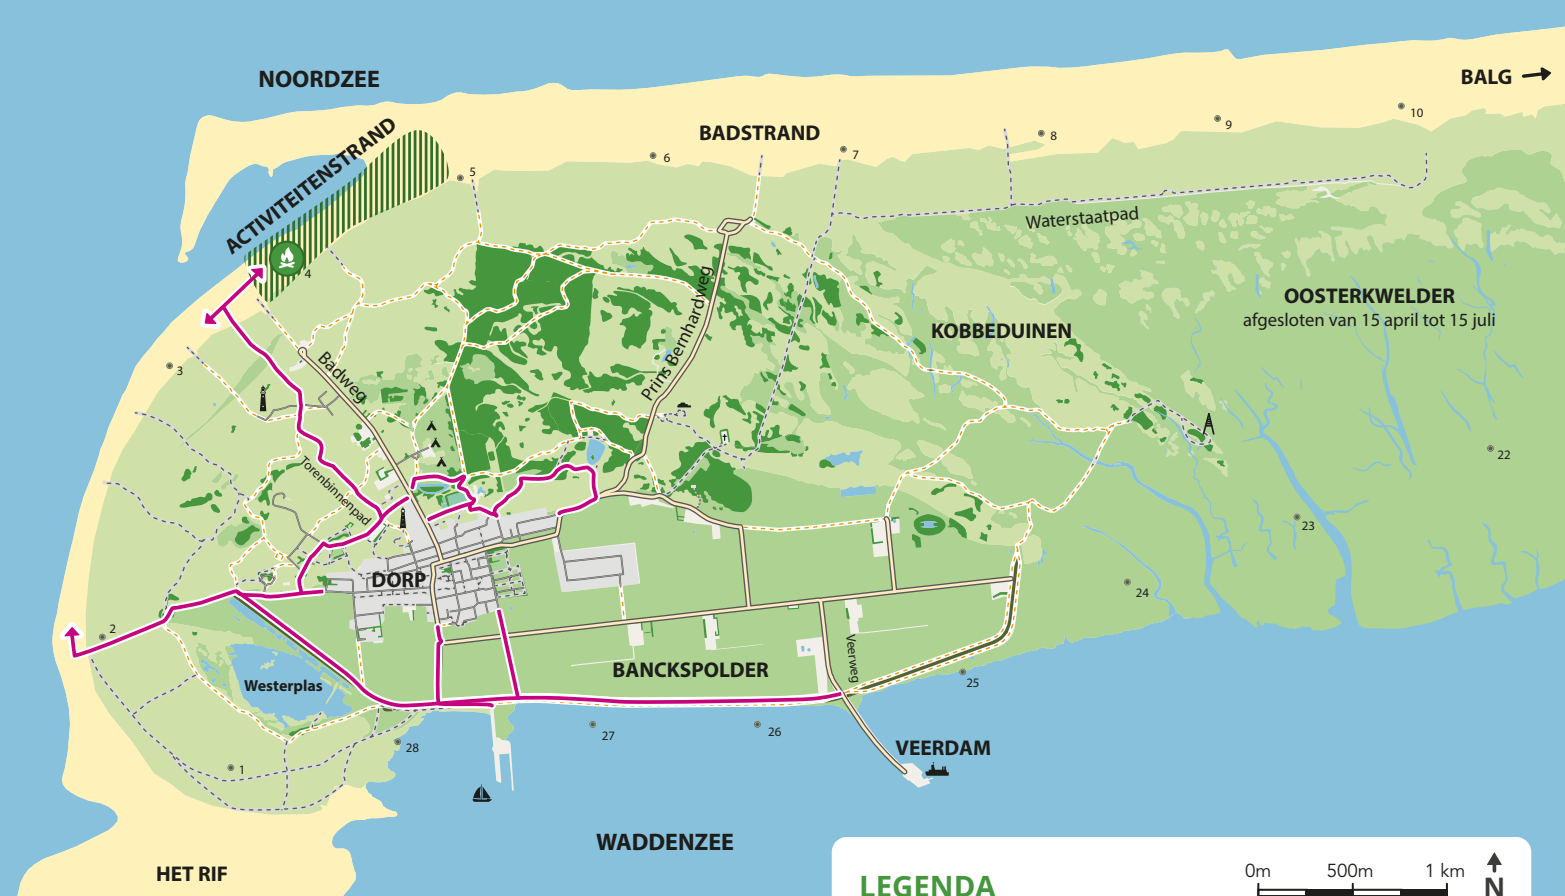 NOORDZEE
BALG
10
9
BADSTRAND
8
ACTIVITEITENSTRAND
6
7
5
Waterstaatpad
4
OOSTERKWELDER
afgesloten van 15 april tot 15 juli
Prins Bernhardweg
KOBBEDUINEN
3
Badweg
22
Torenbinnenpad
23
DORP
24
2
Veerweg
BANCKSPOLDER
Westerplas
25
27
26
28
VEERDAM
1
WADDENZEE
HET RIF
0m 500m 1 km
LEGENDA
N